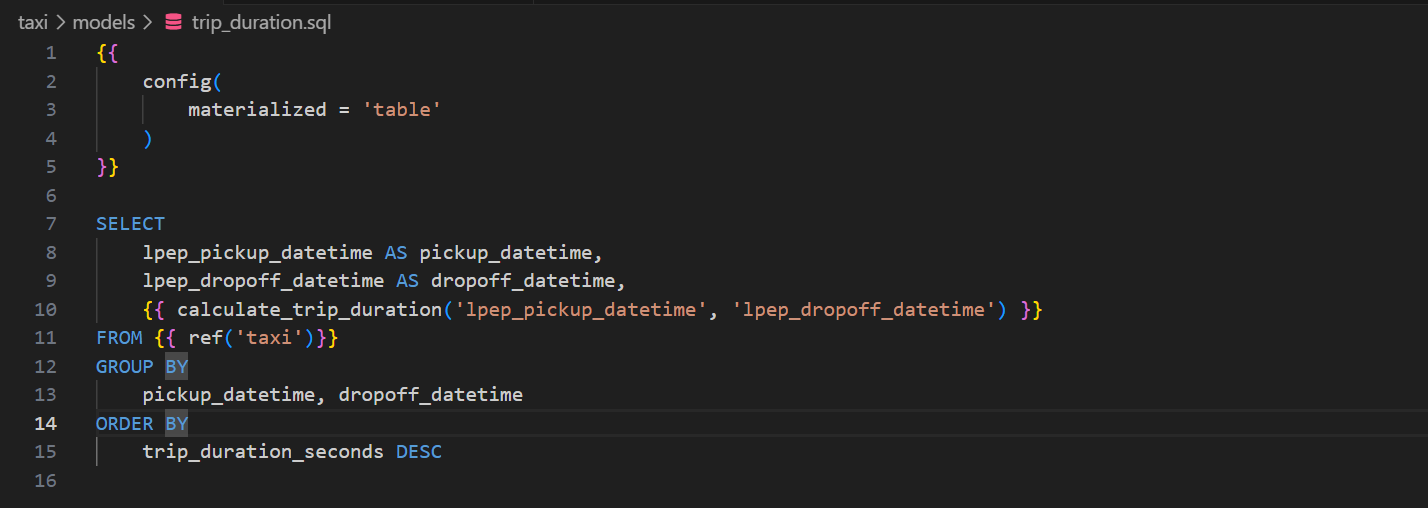 taxi > models > trip_duration.sql
1 {{
2 config(
3 materialized = 'table'
4 )
5 }}
6
7 SELECT
8 lpep_pickup_datetime AS pickup_datetime,
9 lpep_dropoff_datetime AS dropoff_datetime,
10 {{ calculate_trip_duration('lpep_pickup_datetime', 'lpep_dropoff_datetime') }}
11 FROM {{ ref('taxi')}}
12 GROUP BY
13 pickup_datetime, dropoff_datetime
14 ORDER BY
15 trip_duration_seconds DESC
16